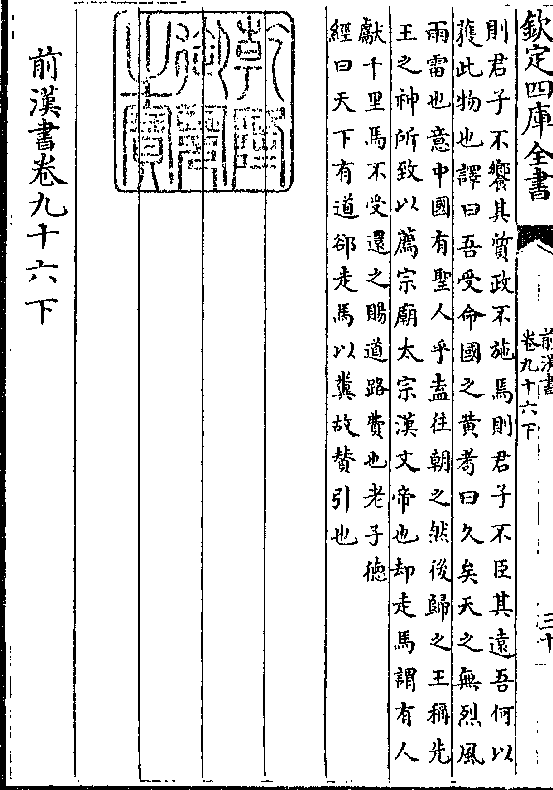 欽定四庫全書
前漢書
卷九十六下
三十
則君子不饗其質政不施焉則君子不臣其遠吾何以
獲此物也譯曰吾受命國之黄耇曰久矣天之無烈風
雨雷也意中國有聖人乎盍往朝之然後歸之王稱先
王之神所致以薦宗廟太宗漢文帝也却走馬謂有人
獻千里馬不受還之賜道路費也老子徳
經曰天下有道郤走馬以糞故贊引也
乾隆
御覽
之寶
前漢書卷九十六下